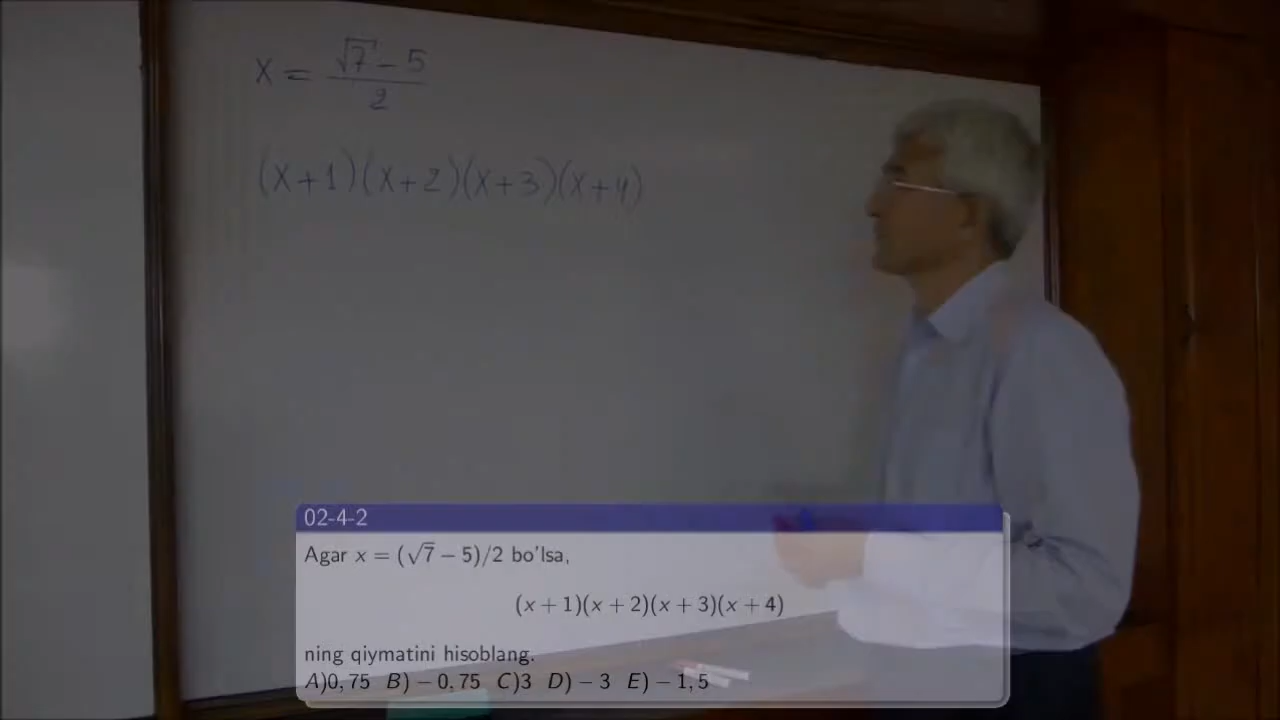 x = (√7 - 5)/2
(x+1)(x+2)(x+3)(x+4)
02-4-2
Agar x = (√7 − 5)/2 bo'lsa,
(x + 1)(x + 2)(x + 3)(x + 4)
ning qiymatini hisoblang.
A)0, 75 B) − 0, 75 C)3 D) − 3 E) − 1, 5